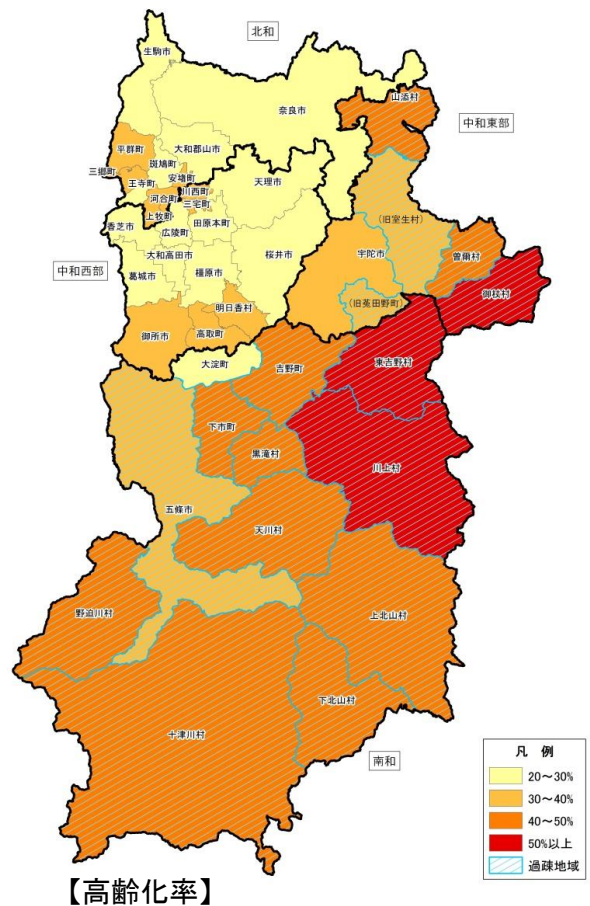 北和
生駒市
奈良市
山添村
中和東部
平群町
大和郡山市
三郷町
斑鳩町
安堵町
王寺町
天理市
川西町
河合町
三宅町
(旧室生村)
上牧町
香芝市
田原本町
広陵町
宇陀市
曽爾村
大和高田市
桜井市
中和西部
葛城市
橿原市
御杖村
明日香村
(旧菟田野町)
御所市
高取町
大淀町
東吉野村
吉野町
下市町
黒滝村
川上村
五條市
天川村
野迫川村
上北山村
下北山村
十津川村
南和
凡 例
20～30%
30～40%
40～50%
50%以上
過疎地域
【高齢化率】